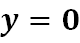 y = 0